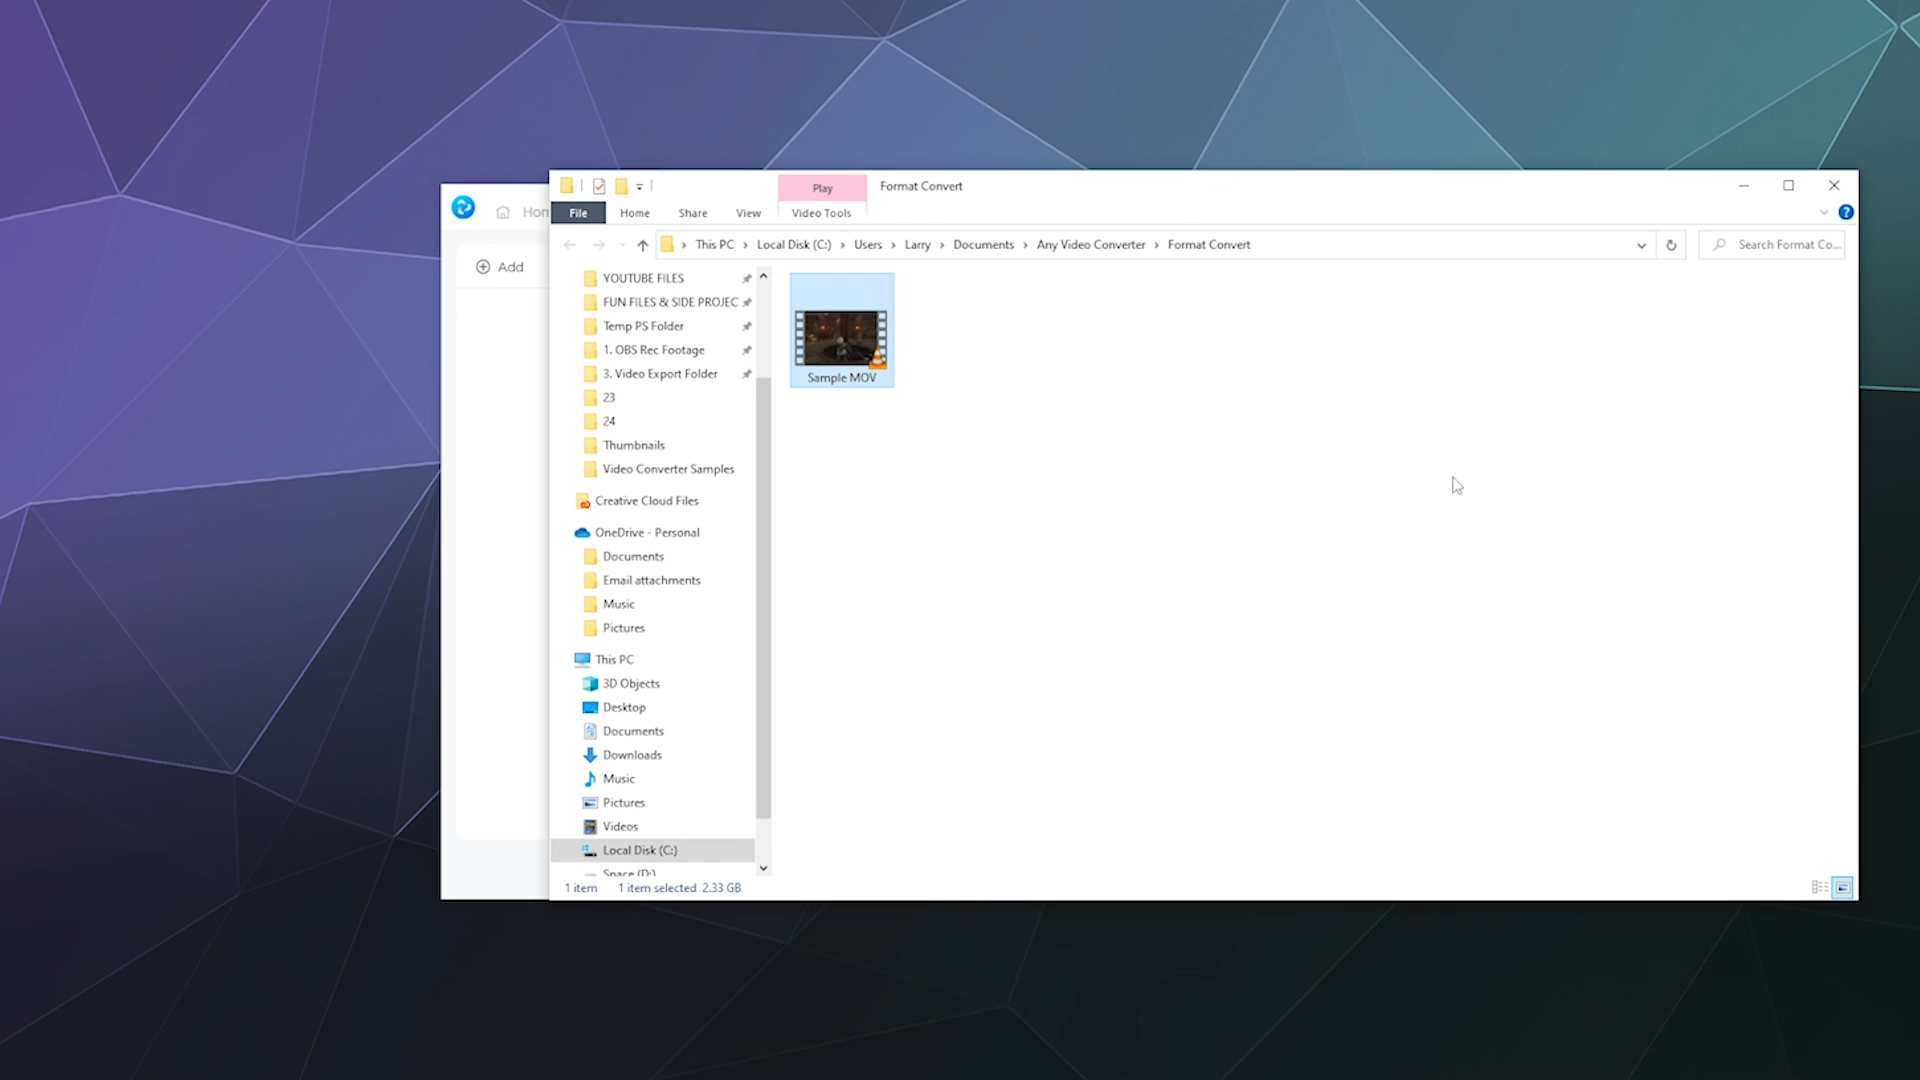 Play
Format Convert
Hom
File
Home
Share
View
Video Tools
This PC > Local Disk (C:) > Users > Larry > Documents > Any Video Converter > Format Convert
Search Format Co...
Add
YOUTUBE FILES
FUN FILES & SIDE PROJEC
Temp PS Folder
1. OBS Rec Footage
3. Video Export Folder
23
24
Thumbnails
Video Converter Samples
Creative Cloud Files
OneDrive - Personal
Documents
Email attachments
Music
Pictures
This PC
3D Objects
Desktop
Documents
Downloads
Music
Pictures
Videos
Local Disk (C:)
Space (D:)
Sample MOV
1 item
1 item selected 2.33 GB